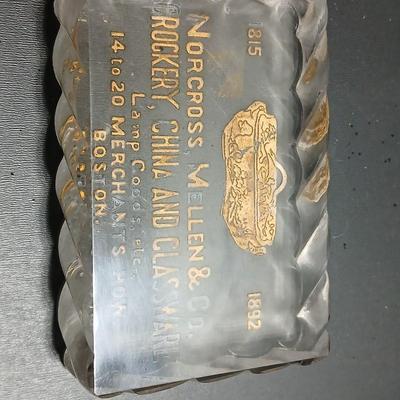 1815 1892
NORCROSS, MELLEN & CO.
CROCKERY, CHINA AND GLASSWARE
LAMP GOODS, etc.
14 to 20 MERCHANTS ROW
BOSTON.